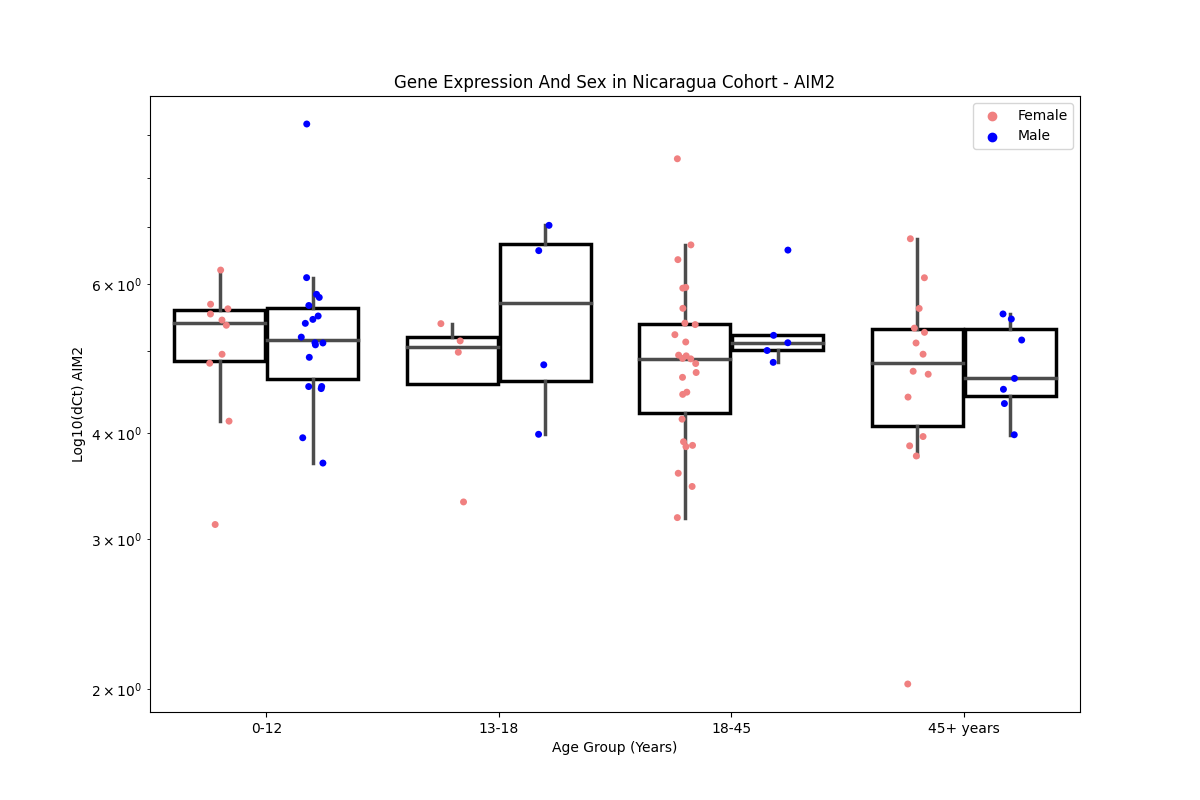 Gene Expression And Sex in Nicaragua Cohort - AIM2
Female
Male
6 × 10⁰
4 × 10⁰
3 × 10⁰
2 × 10⁰
Log10(dCt) AIM2
0-12
13-18
18-45
45+ years
Age Group (Years)